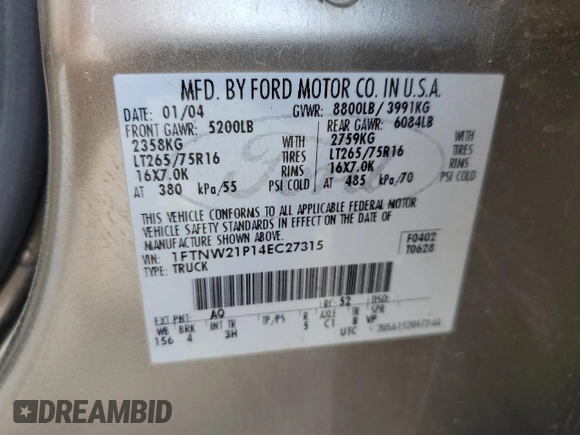 MFD. BY FORD MOTOR CO. IN U.S.A.
DATE: 01/04 GVWR: 8800LB/ 3991KG
FRONT GAWR: 5200LB REAR GAWR: 6084LB
2358KG WITH 2759KG WITH
LT265/75R16 TIRES LT265/75R16 TIRES
16X7.0K RIMS 16X7.0K RIMS
AT 380 kPa/55 PSI COLD AT 485 kPa/70 PSI COLD
THIS VEHICLE CONFORMS TO ALL APPLICABLE FEDERAL MOTOR
VEHICLE SAFETY STANDARDS IN EFFECT ON THE DATE OF
MANUFACTURE SHOWN ABOVE.
VIN: 1FTNW21P14EC27315
TYPE: TRUCK
F0402
T0628
EXT PNT: AQ RC: 52 DSO:
WB BRK INT TR TP/PS R AXLE TR SPR
156 4 3H 5 C1 B VP
UTC
Ford
DREAMBID